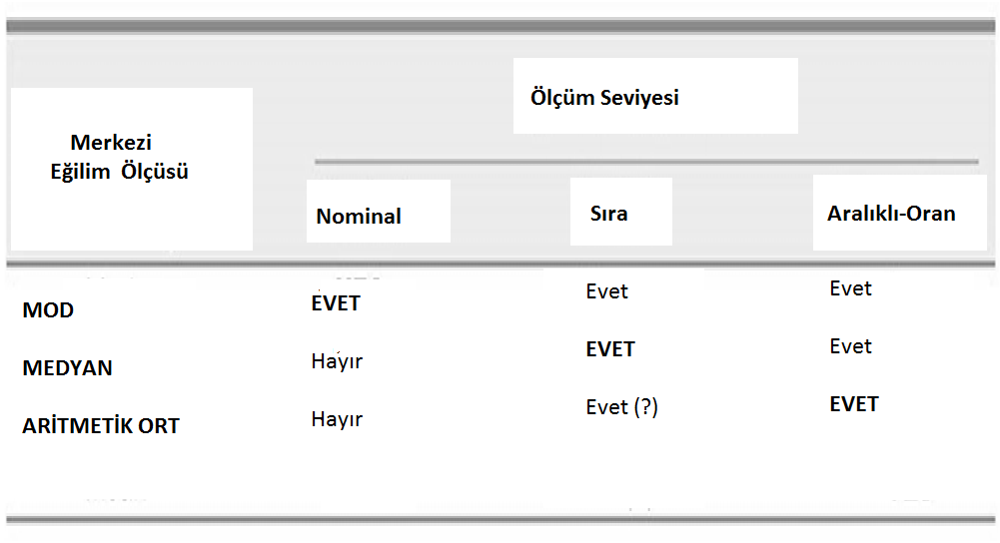 Ölçüm Seviyesi
Merkezi
Eğilim Ölçüsü
Nominal Sıra Aralıklı-Oran
MOD EVET Evet Evet
MEDYAN Hayır EVET Evet
ARİTMETİK ORT Hayır Evet (?) EVET